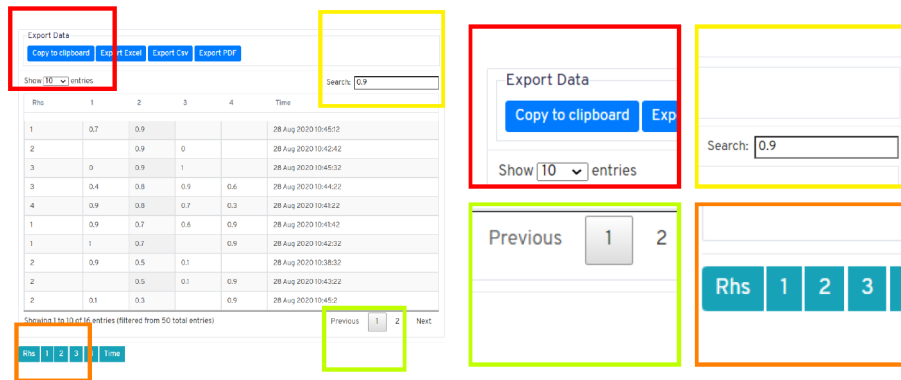 Export Data
Copy to clipboard Export Excel Export Csv Export PDF
Show 10 entries Search: 0.9
Rhs 1 2 3 4 Time
1 0.7 0.9 28 Aug 2020 10:45:12
2 0.9 0 28 Aug 2020 10:42:42
3 0 0.9 1 28 Aug 2020 10:45:32
3 0.4 0.8 0.9 0.6 28 Aug 2020 10:44:22
4 0.9 0.8 0.7 0.3 28 Aug 2020 10:41:22
1 0.9 0.7 0.6 0.9 28 Aug 2020 10:41:42
1 1 0.7 0.9 28 Aug 2020 10:42:32
2 0.9 0.5 0.1 28 Aug 2020 10:38:32
2 0.5 0.1 0.9 28 Aug 2020 10:43:22
2 0.1 0.3 0.9 28 Aug 2020 10:45:2
Showing 1 to 10 of 16 entries (filtered from 50 total entries) Previous 1 2 Next
Rhs 1 2 3 Time
Export Data
Copy to clipboard Exp
Show 10 entries
Search: 0.9
Previous 1 2
Rhs 1 2 3